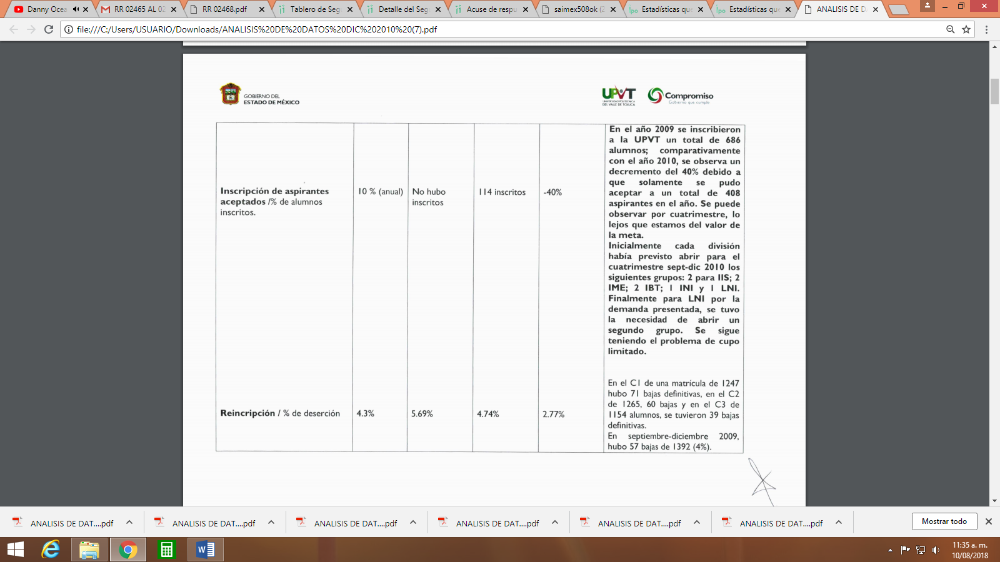 Danny Ocea
RR 02465 AL 02
RR 02468.pdf
Tablero de Seg
Detalle del Seg
Acuse de respu
saimex508ok (2
Estadísticas que
Estadísticas que
ANALISIS DE DA
file:///C:/Users/USUARIO/Downloads/ANALISIS%20DE%20DATOS%20DIC%202010%20(7).pdf
GOBIERNO DEL
ESTADO DE MÉXICO
UPVT
UNIVERSIDAD POLITÉCNICA
DEL VALLE DE TOLUCA
Compromiso
Gobierno que cumple
Inscripción de aspirantes
aceptados /% de alumnos
inscritos.
10 % (anual)
No hubo
inscritos
114 inscritos
-40%
En el año 2009 se inscribieron
a la UPVT un total de 686
alumnos; comparativamente
con el año 2010, se observa un
decremento del 40% debido a
que solamente se pudo
aceptar a un total de 408
aspirantes en el año. Se puede
observar por cuatrimestre, lo
lejos que estamos del valor de
la meta.
Inicialmente cada división
había previsto abrir para el
cuatrimestre sept-dic 2010 los
siguientes grupos: 2 para IIS; 2
IME; 2 IBT; 1 INI y 1 LNI.
Finalmente para LNI por la
demanda presentada, se tuvo
la necesidad de abrir un
segundo grupo. Se sigue
teniendo el problema de cupo
limitado.
Reincripción / % de deserción
4.3%
5.69%
4.74%
2.77%
En el C1 de una matrícula de 1247
hubo 71 bajas definitivas, en el C2
de 1265, 60 bajas y en el C3 de
1154 alumnos, se tuvieron 39 bajas
definitivas.
En septiembre-diciembre 2009,
hubo 57 bajas de 1392 (4%).
ANALISIS DE DAT....pdf
ANALISIS DE DAT....pdf
ANALISIS DE DAT....pdf
ANALISIS DE DAT....pdf
ANALISIS DE DAT....pdf
ANALISIS DE DAT....pdf
Mostrar todo
11:35 a. m.
10/08/2018